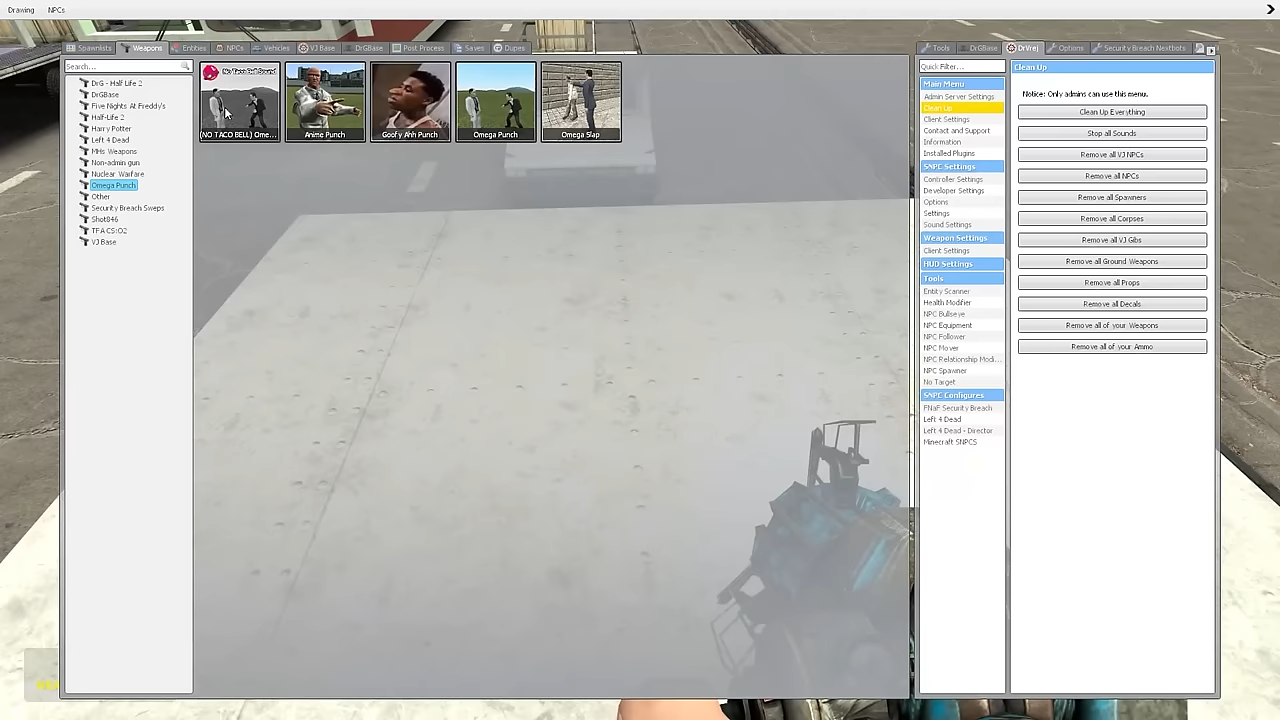 Drawing NPCs
Spawnlists Weapons Entities NPCs Vehicles VJ Base DrGBase Post Process Saves Dupes
Search...
DrG - Half Life 2
DrGBase
Five Nights At Freddy's
Half-Life 2
Harry Potter
Left 4 Dead
MHs Weapons
Non-admin gun
Nuclear Warfare
Omega Punch
Other
Security Breach Sweps
Shot846
TFA CS:O2
VJ Base
No Taco Bell Sound
(NO TACO BELL) Ome...
Anime Punch
Goofy Ahh Punch
Omega Punch
Omega Slap
Tools DrGBase DrVrej Options Security Breach Nextbots
Quick Filter...
Main Menu
Admin Server Settings
Clean Up
Client Settings
Contact and Support
Information
Installed Plugins
SNPC Settings
Controller Settings
Developer Settings
Options
Settings
Sound Settings
Weapon Settings
Client Settings
HUD Settings
Tools
Entity Scanner
Health Modifier
NPC Bullseye
NPC Equipment
NPC Follower
NPC Mover
NPC Relationship Modi...
NPC Spawner
No Target
SNPC Configures
FNaF Security Breach
Left 4 Dead
Left 4 Dead - Director
Minecraft SNPCS
Clean Up
Notice: Only admins can use this menu.
Clean Up Everything
Stop all Sounds
Remove all VJ NPCs
Remove all NPCs
Remove all Spawners
Remove all Corpses
Remove all VJ Gibs
Remove all Ground Weapons
Remove all Props
Remove all Decals
Remove all of your Weapons
Remove all of your Ammo